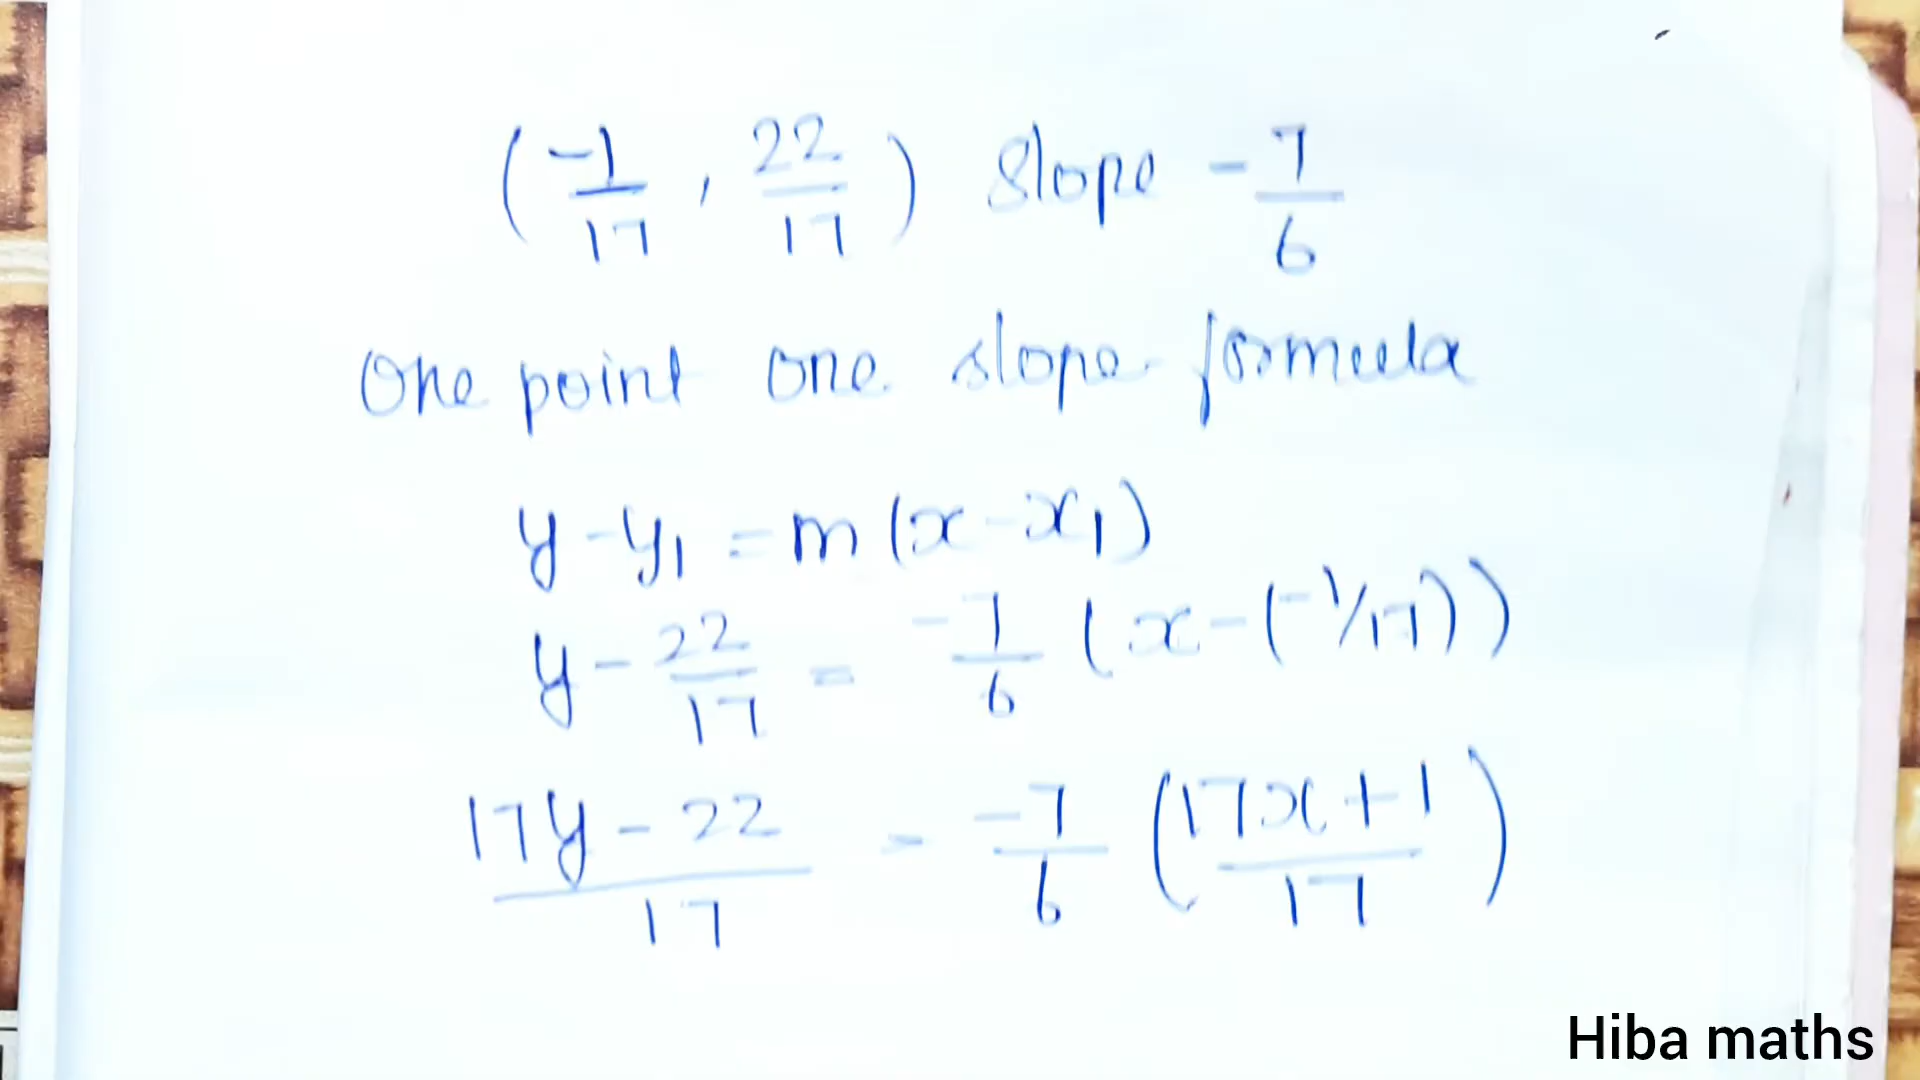 (-1/17 , 22/17) Slope -7/6
One point one slope formula
y - y₁ = m (x - x₁)
y - 22/17 = -7/6 (x - (-1/17))
17y - 22/17 = -7/6 (17x + 1/17)
Hiba maths